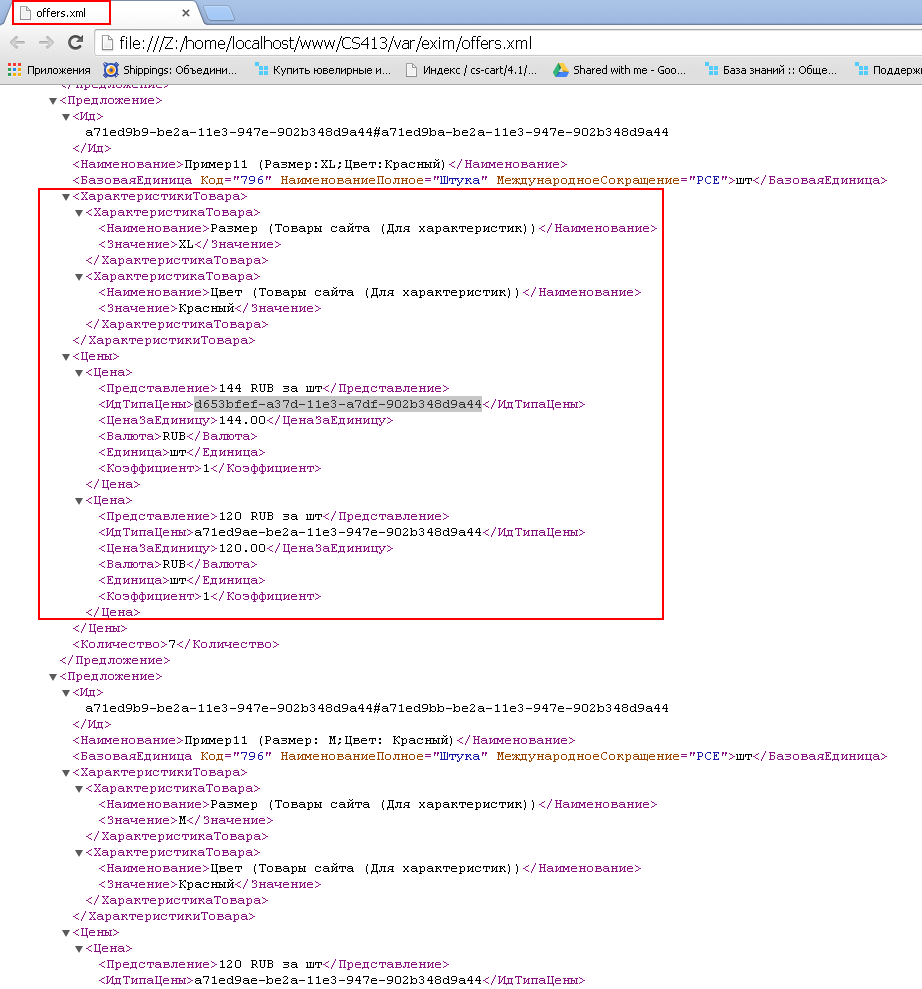 offers.xml
file:///Z:/home/localhost/www/CS413/var/exim/offers.xml
Приложения Shippings: Объедини... Купить ювелирные и... Индекс / cs-cart/4.1/... Shared with me - Goo... База знаний :: Обще... Поддерж
</Предложение>
▼<Предложение>
▼<Ид>
a71ed9b9-be2a-11e3-947e-902b348d9a44#a71ed9ba-be2a-11e3-947e-902b348d9a44
</Ид>
<Наименование>Пример11 (Размер:XL;Цвет:Красный)</Наименование>
<БазоваяЕдиница Код="796" НаименованиеПолное="Штука" МеждународноеСокращение="PCE">шт</БазоваяЕдиница>
▼<ХарактеристикиТовара>
▼<ХарактеристикаТовара>
<Наименование>Размер (Товары сайта (Для характеристик))</Наименование>
<Значение>XL</Значение>
</ХарактеристикаТовара>
▼<ХарактеристикаТовара>
<Наименование>Цвет (Товары сайта (Для характеристик))</Наименование>
<Значение>Красный</Значение>
</ХарактеристикаТовара>
</ХарактеристикиТовара>
▼<Цены>
▼<Цена>
<Представление>144 RUB за шт</Представление>
<ИдТипаЦены>d653bfef-a37d-11e3-a7df-902b348d9a44</ИдТипаЦены>
<ЦенаЗаЕдиницу>144.00</ЦенаЗаЕдиницу>
<Валюта>RUB</Валюта>
<Единица>шт</Единица>
<Коэффициент>1</Коэффициент>
</Цена>
▼<Цена>
<Представление>120 RUB за шт</Представление>
<ИдТипаЦены>a71ed9ae-be2a-11e3-947e-902b348d9a44</ИдТипаЦены>
<ЦенаЗаЕдиницу>120.00</ЦенаЗаЕдиницу>
<Валюта>RUB</Валюта>
<Единица>шт</Единица>
<Коэффициент>1</Коэффициент>
</Цена>
</Цены>
<Количество>7</Количество>
</Предложение>
▼<Предложение>
▼<Ид>
a71ed9b9-be2a-11e3-947e-902b348d9a44#a71ed9bb-be2a-11e3-947e-902b348d9a44
</Ид>
<Наименование>Пример11 (Размер: M;Цвет: Красный)</Наименование>
<БазоваяЕдиница Код="796" НаименованиеПолное="Штука" МеждународноеСокращение="PCE">шт</БазоваяЕдиница>
▼<ХарактеристикиТовара>
▼<ХарактеристикаТовара>
<Наименование>Размер (Товары сайта (Для характеристик))</Наименование>
<Значение>M</Значение>
</ХарактеристикаТовара>
▼<ХарактеристикаТовара>
<Наименование>Цвет (Товары сайта (Для характеристик))</Наименование>
<Значение>Красный</Значение>
</ХарактеристикаТовара>
</ХарактеристикиТовара>
▼<Цены>
▼<Цена>
<Представление>120 RUB за шт</Представление>
<ИдТипаЦены>a71ed9ae-be2a-11e3-947e-902b348d9a44</ИдТипаЦены>